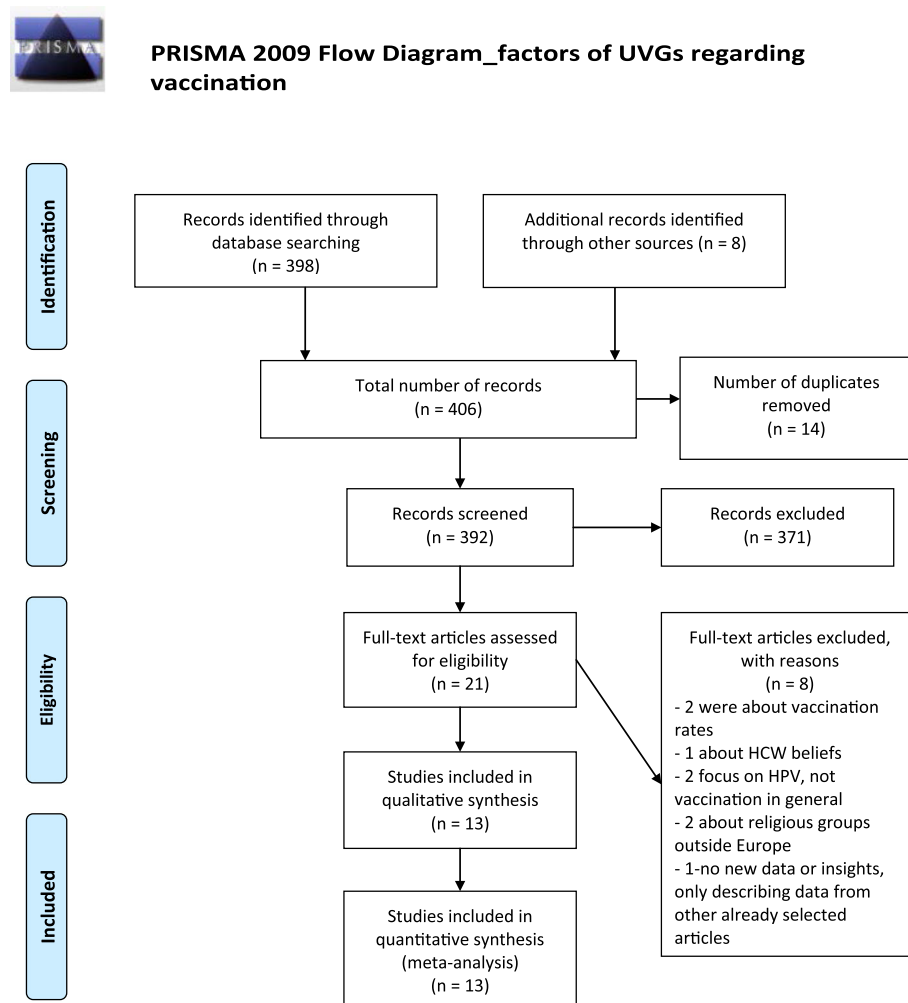 PRISMA
PRISMA 2009 Flow Diagram_factors of UVGs regarding
vaccination
Identification
Records identified through
database searching
(n = 398)
Additional records identified
through other sources (n = 8)
Total number of records
(n = 406)
Number of duplicates
removed
(n = 14)
Screening
Records screened
(n = 392)
Records excluded
(n = 371)
Eligibility
Full-text articles assessed
for eligibility
(n = 21)
Full-text articles excluded,
with reasons
(n = 8)
- 2 were about vaccination
rates
- 1 about HCW beliefs
- 2 focus on HPV, not
vaccination in general
- 2 about religious groups
outside Europe
- 1-no new data or insights,
only describing data from
other already selected
articles
Studies included in
qualitative synthesis
(n = 13)
Included
Studies included in
quantitative synthesis
(meta-analysis)
(n = 13)